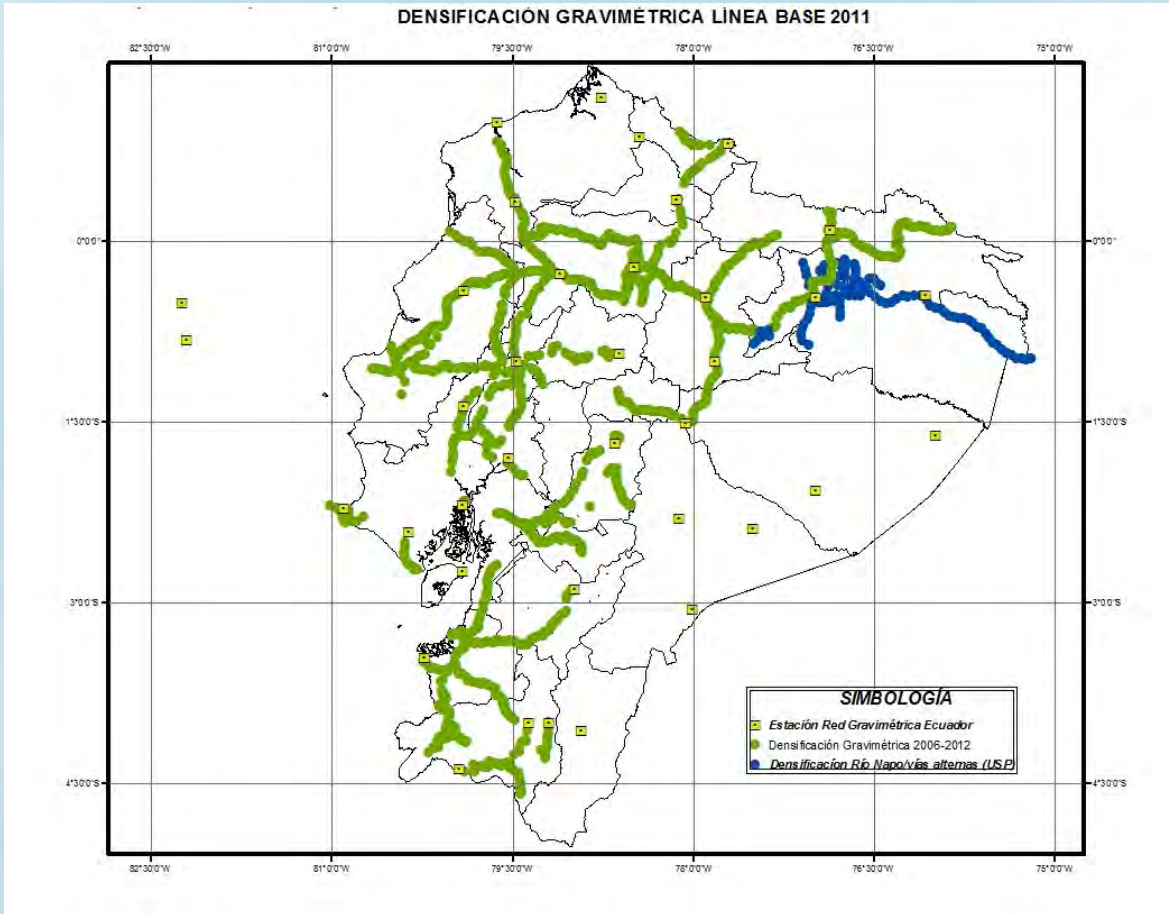 DENSIFICACIÓN GRAVIMÉTRICA LÍNEA BASE 2011
82°30'0"W 81°0'0"W 79°30'0"W 78°0'0"W 76°30'0"W 75°0'0"W
0°0'0" 0°0'0"
1°30'0"S 1°30'0"S
3°0'0"S 3°0'0"S
SIMBOLOGÍA
Estación Red Gravimétrica Ecuador
Densificación Gravimétrica 2006-2012
Densificación Río Napo/vías alternas (USP)
4°30'0"S 4°30'0"S
82°30'0"W 81°0'0"W 79°30'0"W 78°0'0"W 76°30'0"W 75°0'0"W